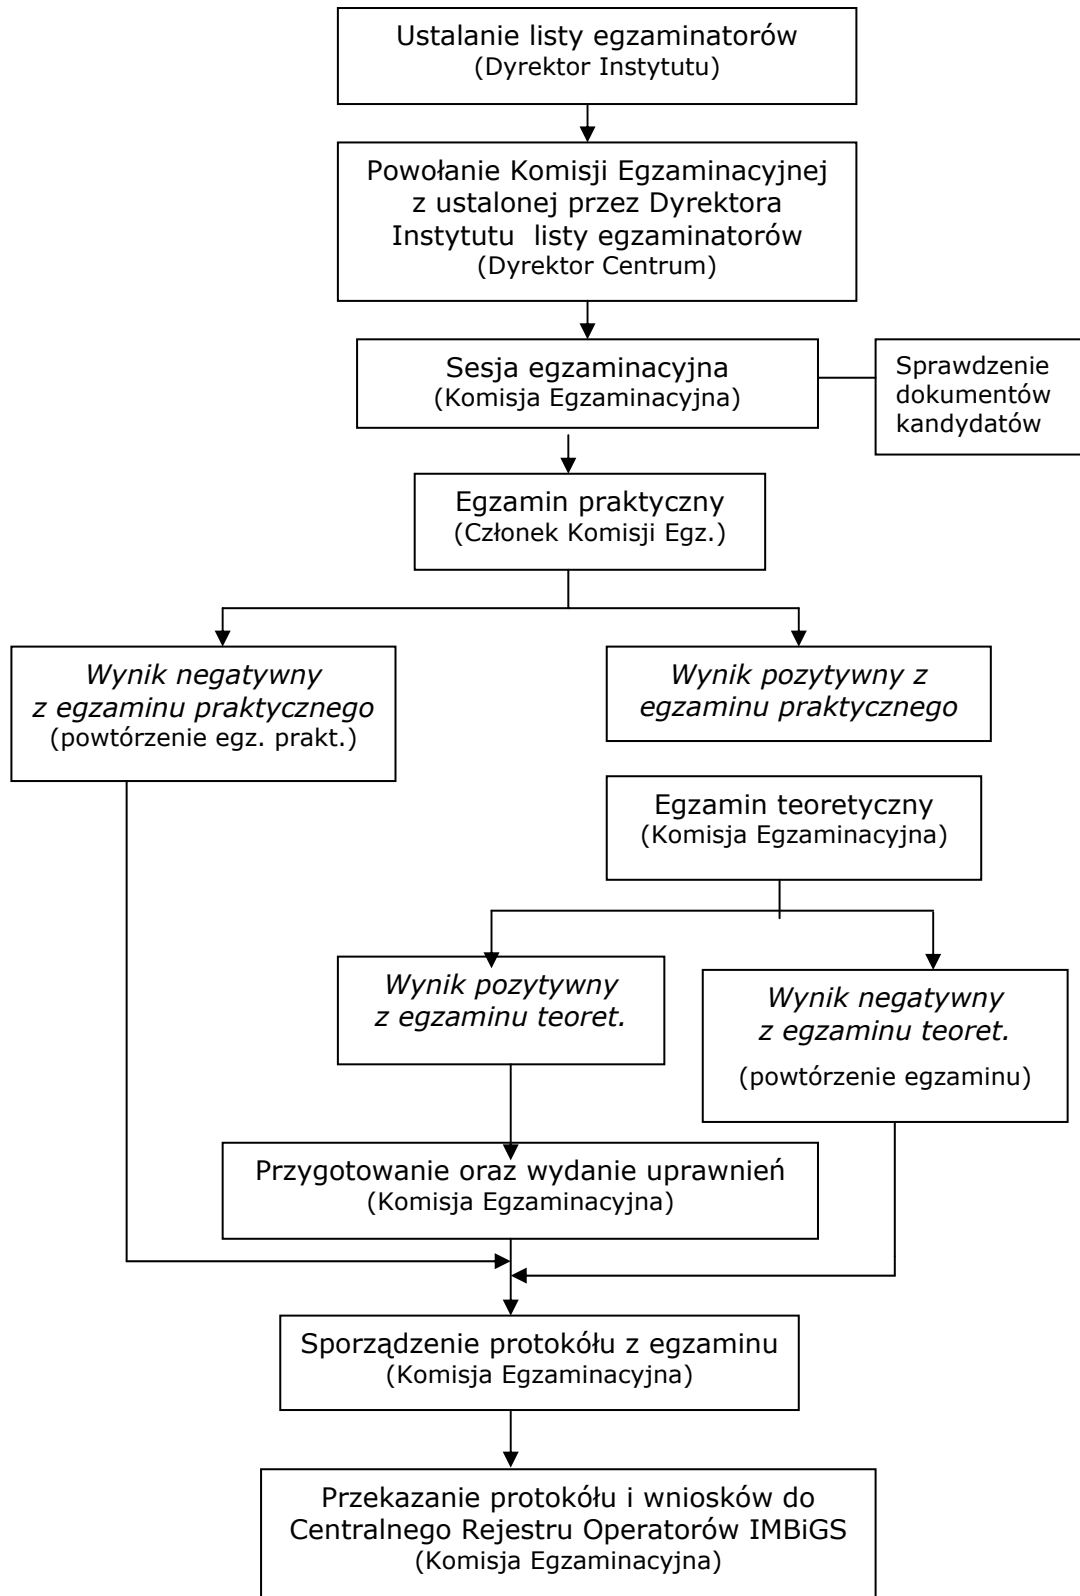 Ustalanie listy egzaminatorów
(Dyrektor Instytutu)
Powołanie Komisji Egzaminacyjnej
z ustalonej przez Dyrektora
Instytutu listy egzaminatorów
(Dyrektor Centrum)
Sesja egzaminacyjna
(Komisja Egzaminacyjna)
Sprawdzenie
dokumentów
kandydatów
Egzamin praktyczny
(Członek Komisji Egz.)
Wynik negatywny
z egzaminu praktycznego
(powtórzenie egz. prakt.)
Wynik pozytywny z
egzaminu praktycznego
Egzamin teoretyczny
(Komisja Egzaminacyjna)
Wynik pozytywny
z egzaminu teoret.
Wynik negatywny
z egzaminu teoret.
(powtórzenie egzaminu)
Przygotowanie oraz wydanie uprawnień
(Komisja Egzaminacyjna)
Sporządzenie protokółu z egzaminu
(Komisja Egzaminacyjna)
Przekazanie protokółu i wniosków do
Centralnego Rejestru Operatorów IMBiGS
(Komisja Egzaminacyjna)